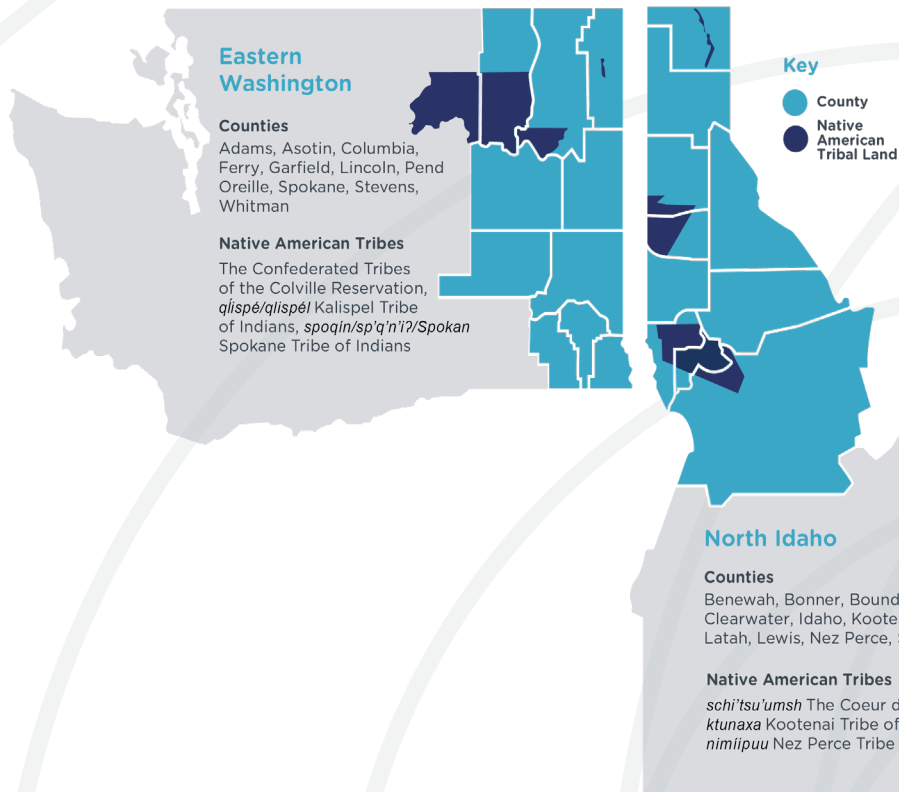 Eastern
Washington
Counties
Adams, Asotin, Columbia,
Ferry, Garfield, Lincoln, Pend
Oreille, Spokane, Stevens,
Whitman
Native American Tribes
The Confederated Tribes
of the Colville Reservation,
ql̓ispé/qlispél Kalispel Tribe
of Indians, spoqín/sp'q'n'iʔ/Spokan
Spokane Tribe of Indians
Key
County
Native
American
Tribal Land
North Idaho
Counties
Benewah, Bonner, Bound
Clearwater, Idaho, Koote
Latah, Lewis, Nez Perce, S
Native American Tribes
schi'tsu'umsh The Coeur d
ktunaxa Kootenai Tribe of
nimíipuu Nez Perce Tribe